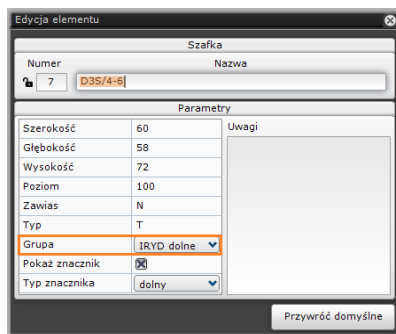 Edycja elementu
Szafka
Numer Nazwa
7 D3S/4-6
Parametry
Szerokość 60 Uwagi
Głębokość 58
Wysokość 72
Poziom 100
Zawias N
Typ T
Grupa IRYD dolne
Pokaż znacznik
Typ znacznika dolny
Przywróć domyślne